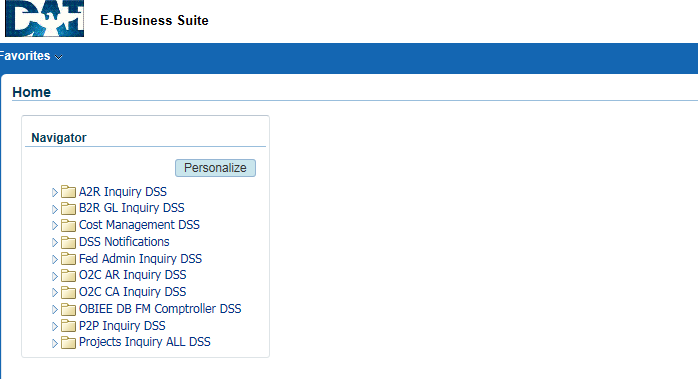 DAI E-Business Suite
Favorites
Home
Navigator
Personalize
A2R Inquiry DSS
B2R GL Inquiry DSS
Cost Management DSS
DSS Notifications
Fed Admin Inquiry DSS
O2C AR Inquiry DSS
O2C CA Inquiry DSS
OBIEE DB FM Comptroller DSS
P2P Inquiry DSS
Projects Inquiry ALL DSS